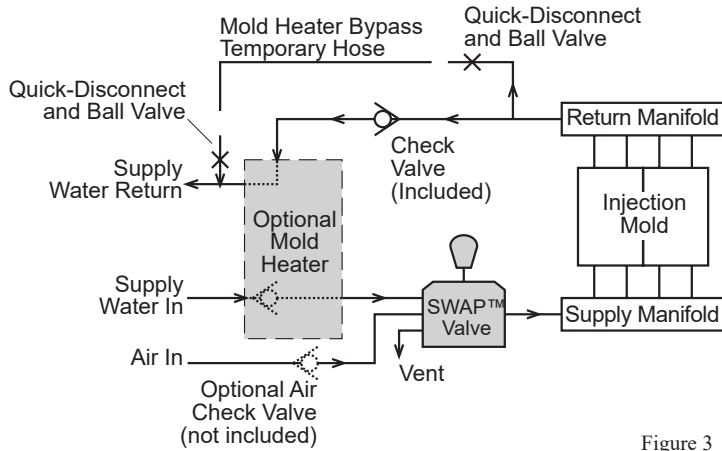 Mold Heater Bypass
Temporary Hose
Quick-Disconnect
and Ball Valve
Quick-Disconnect
and Ball Valve
Return Manifold
Check
Valve
(Included)
Supply
Water Return
Injection
Mold
Optional
Mold
Heater
Supply
Water In
SWAP™
Valve
Supply Manifold
Air In
Vent
Optional Air
Check Valve
(not included)
Figure 3